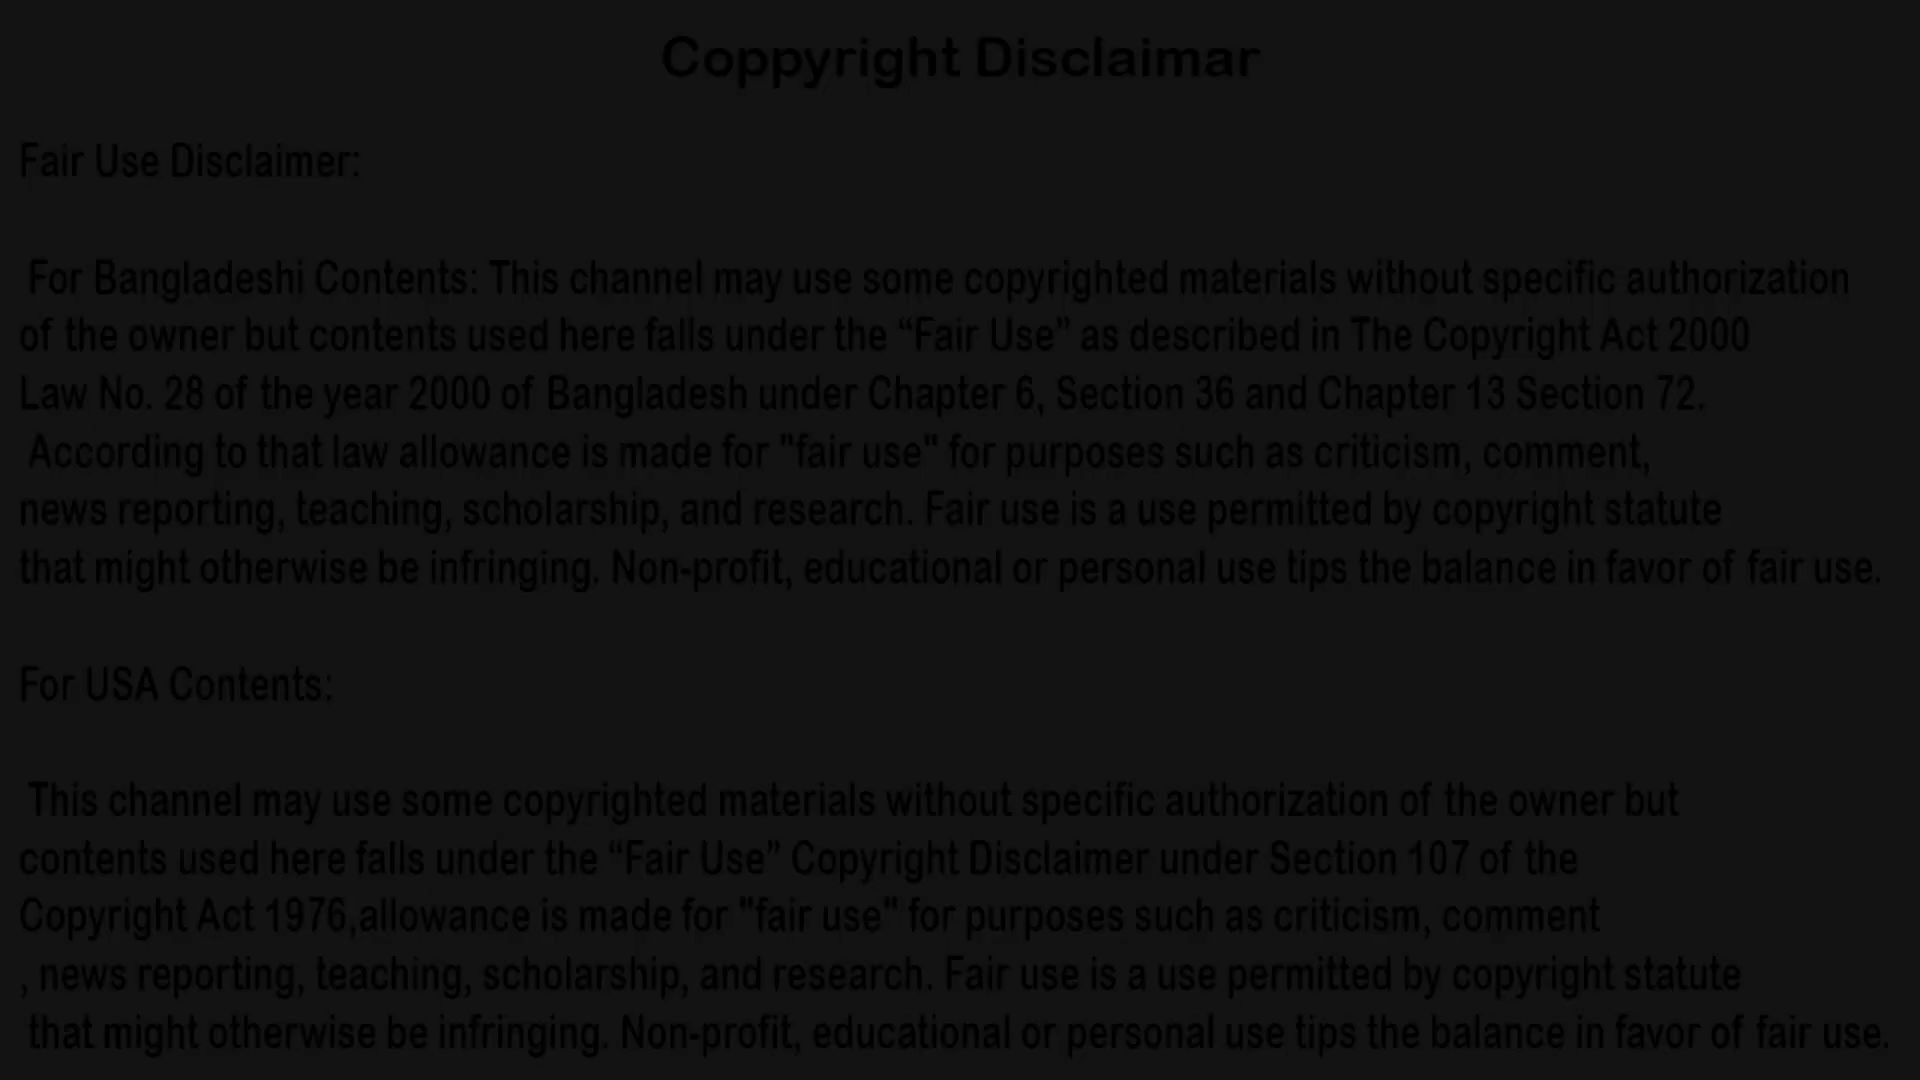 Coppyright Disclaimar
Fair Use Disclaimer:
For Bangladeshi Contents: This channel may use some copyrighted materials without specific authorization
of the owner but contents used here falls under the “Fair Use” as described in The Copyright Act 2000
Law No. 28 of the year 2000 of Bangladesh under Chapter 6, Section 36 and Chapter 13 Section 72.
According to that law allowance is made for "fair use" for purposes such as criticism, comment,
news reporting, teaching, scholarship, and research. Fair use is a use permitted by copyright statute
that might otherwise be infringing. Non-profit, educational or personal use tips the balance in favor of fair use.
For USA Contents:
This channel may use some copyrighted materials without specific authorization of the owner but
contents used here falls under the “Fair Use” Copyright Disclaimer under Section 107 of the
Copyright Act 1976,allowance is made for "fair use" for purposes such as criticism, comment
, news reporting, teaching, scholarship, and research. Fair use is a use permitted by copyright statute
that might otherwise be infringing. Non-profit, educational or personal use tips the balance in favor of fair use.